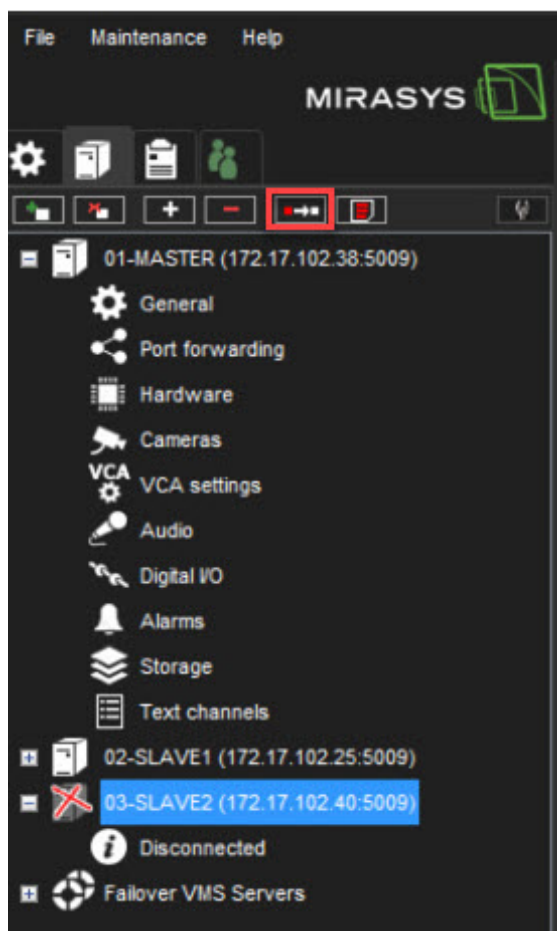 File Maintenance Help
MIRASYS
01-MASTER (172.17.102.38:5009)
General
Port forwarding
Hardware
Cameras
VCA VCA settings
Audio
Digital I/O
Alarms
Storage
Text channels
02-SLAVE1 (172.17.102.25:5009)
03-SLAVE2 (172.17.102.40:5009)
Disconnected
Failover VMS Servers